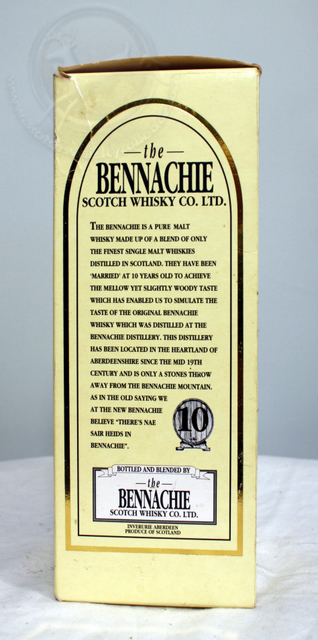 the
BENNACHIE
SCOTCH WHISKY CO. LTD.
THE BENNACHIE IS A PURE MALT
WHISKY MADE UP OF A BLEND OF ONLY
THE FINEST SINGLE MALT WHISKIES
DISTILLED IN SCOTLAND. THEY HAVE BEEN
'MARRIED' AT 10 YEARS OLD TO ACHIEVE
THE MELLOW YET SLIGHTLY WOODY TASTE
WHICH HAS ENABLED US TO SIMULATE THE
TASTE OF THE ORIGINAL BENNACHIE
WHISKY WHICH WAS DISTILLED AT THE
BENNACHIE DISTILLERY. THIS DISTILLERY
HAS BEEN LOCATED IN THE HEARTLAND OF
ABERDEENSHIRE SINCE THE MID 19TH
CENTURY AND IS ONLY A STONES THROW
AWAY FROM THE BENNACHIE MOUNTAIN.
AS IN THE OLD SAYING WE
AT THE NEW BENNACHIE
BELIEVE "THERE'S NAE
SAIR HEIDS IN
BENNACHIE".
10
BOTTLED AND BLENDED BY
the
BENNACHIE
SCOTCH WHISKY CO. LTD.
INVERURIE ABERDEEN
PRODUCE OF SCOTLAND